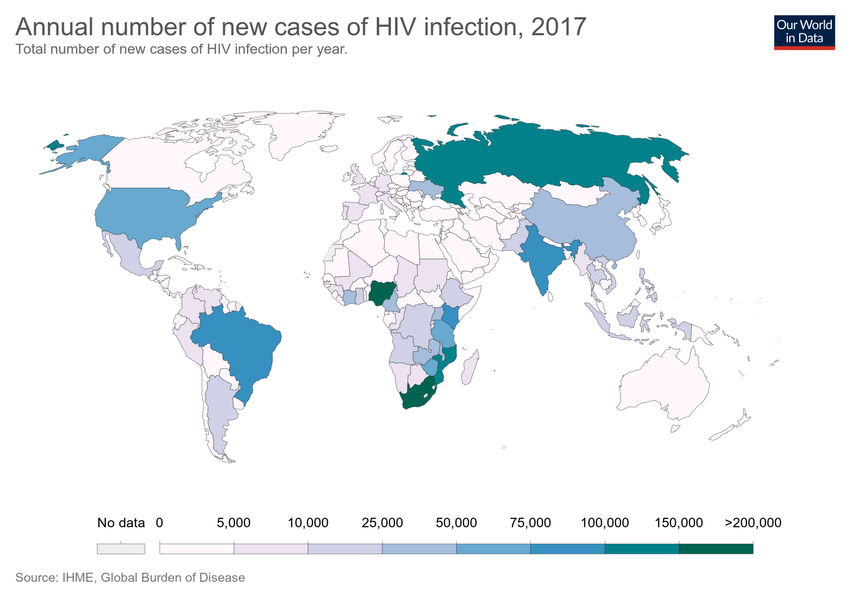 Annual number of new cases of HIV infection, 2017
Total number of new cases of HIV infection per year.
Our World
in Data
No data 0 5,000 10,000 25,000 50,000 75,000 100,000 150,000 >200,000
Source: IHME, Global Burden of Disease